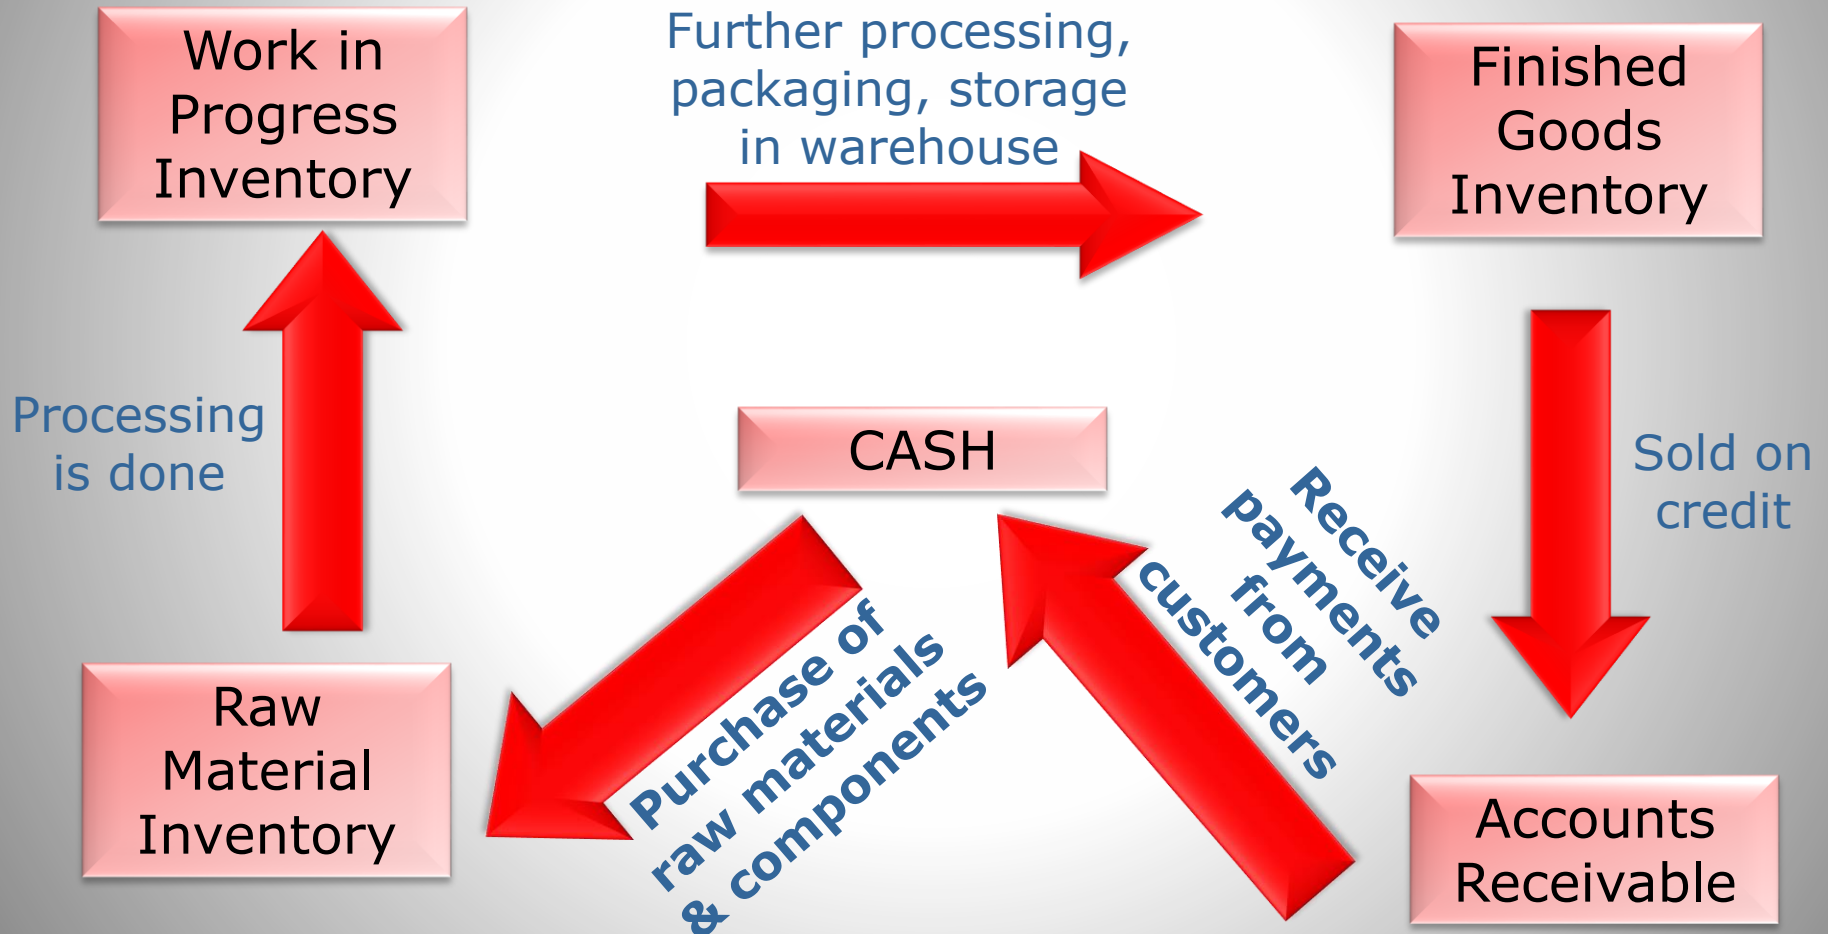 Work in
Progress
Inventory
Further processing,
packaging, storage
in warehouse
Finished
Goods
Inventory
Processing
is done
CASH
Sold on
credit
Receive
payments
from
customers
Purchase of
raw materials
& components
Raw
Material
Inventory
Accounts
Receivable